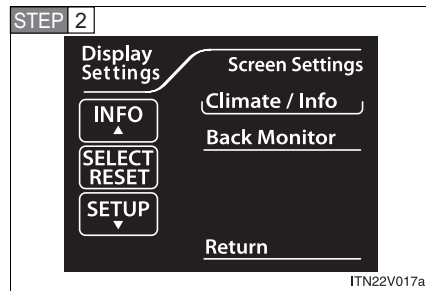 STEP 2
Display
Settings
Screen Settings
INFO
Climate / Info
SELECT
RESET
Back Monitor
SETUP
Return
ITN22V017a